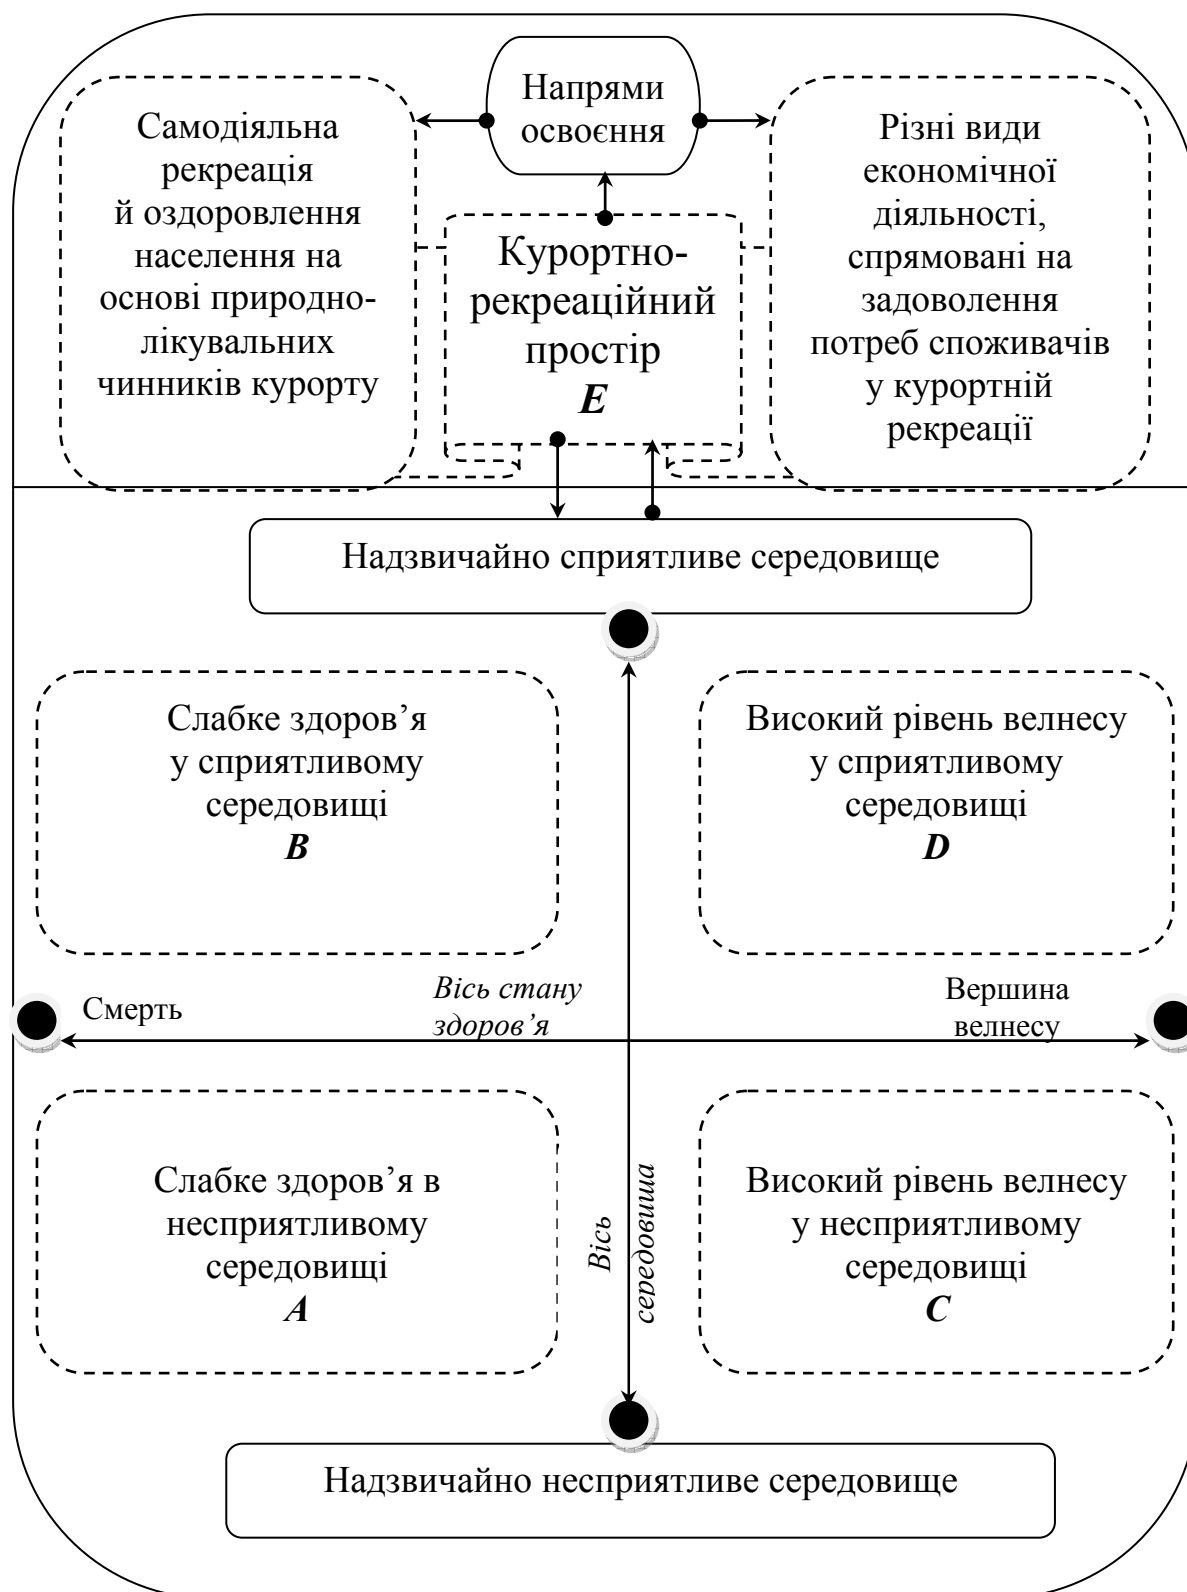 Напрями
освоєння
Самодіяльна
рекреація
й оздоровлення
населення на
основі природно-
лікувальних
чинників курорту
Курортно-
рекреаційний
простір
E
Різні види
економічної
діяльності,
спрямовані на
задоволення
потреб споживачів
у курортній
рекреації
Надзвичайно сприятливе середовище
Слабке здоров’я
у сприятливому
середовищі
B
Високий рівень велнесу
у сприятливому
середовищі
D
Смерть
Вісь стану
здоров’я
Вершина
велнесу
Слабке здоров’я в
несприятливому
середовищі
A
Вісь
середовища
Високий рівень велнесу
у несприятливому
середовищі
C
Надзвичайно несприятливе середовище